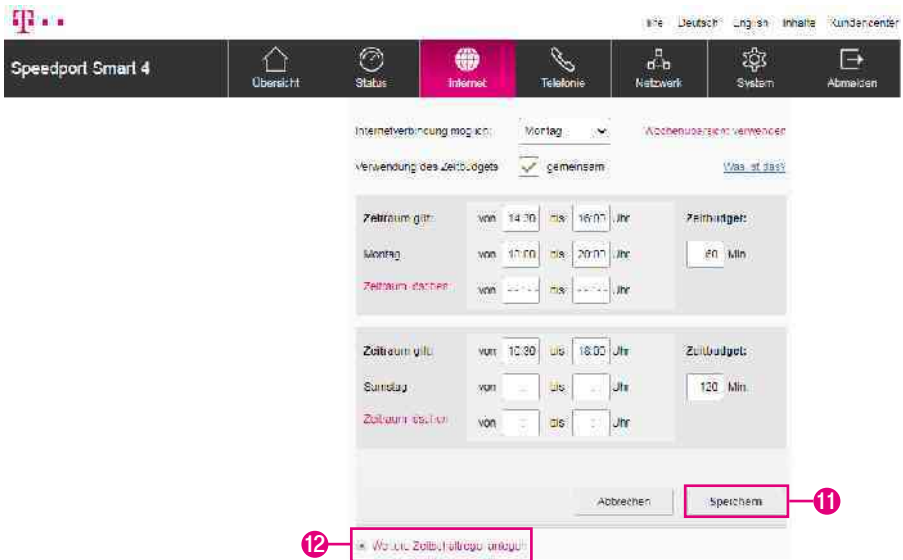 T
Hilfe Deutsch English Inhalte Kundencenter
Speedport Smart 4
Übersicht Status Internet Telefonie Netzwerk System Abmelden
Internetverbindung möglich: Montag Wochenübersicht verwenden
Verwendung des Zeitbudgets gemeinsam Was ist das?
Zeitraum gilt: von 14:30 bis 16:00 Uhr Zeitbudget:
Montag von bis 20:00 Uhr 60 Min.
Zeitraum löschen von --:-- bis --:-- Uhr
Zeitraum gilt: von 10:30 bis 18:00 Uhr Zeitbudget:
Samstag von : bis : Uhr 120 Min.
Zeitraum löschen von : bis : Uhr
Abbrechen Speichern 11
12 Weitere Zeitschaltregel anlegen